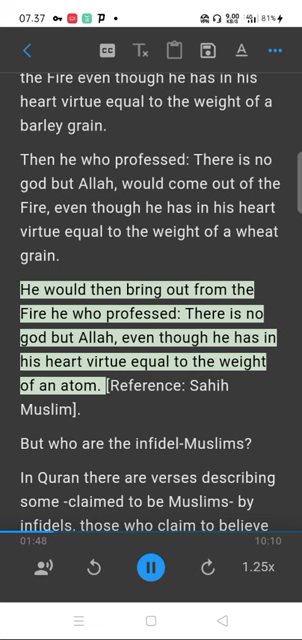 07.37
9.00
KB/S
4G
81%
CC
A
the Fire even though he has in his
heart virtue equal to the weight of a
barley grain.
Then he who professed: There is no
god but Allah, would come out of the
Fire, even though he has in his heart
virtue equal to the weight of a wheat
grain.
He would then bring out from the
Fire he who professed: There is no
god but Allah, even though he has in
his heart virtue equal to the weight
of an atom. [Reference: Sahih
Muslim].
But who are the infidel-Muslims?
In Quran there are verses describing
some -claimed to be Muslims- by
infidels, those who claim to believe
01:48
10:10
1.25x